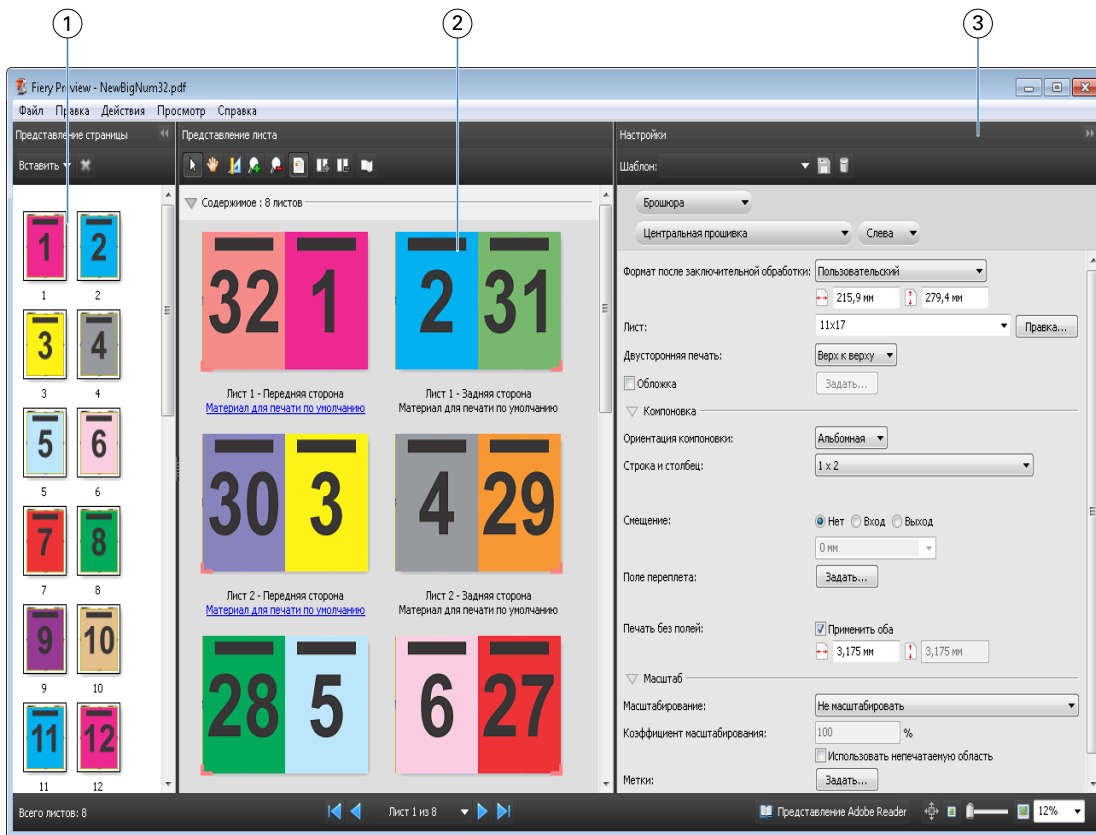 1
2
3
Fiery Preview - NewBigNum32.pdf
Файл Правка Действия Просмотр Справка
Представление страницы
Представление листа
Настройки
Вставить
Шаблон:
Содержимое : 8 листов
1 2
1 2
3 4
3 4
5 6
5 6
7 8
7 8
9 10
9 10
11 12
11 12
32 1
2 31
Лист 1 - Передняя сторона
Материал для печати по умолчанию
Лист 1 - Задняя сторона
Материал для печати по умолчанию
30 3
4 29
Лист 2 - Передняя сторона
Материал для печати по умолчанию
Лист 2 - Задняя сторона
Материал для печати по умолчанию
28 5
6 27
Брошюра
Центральная прошивка
Слева
Формат после заключительной обработки: Пользовательский
215,9 мм 279,4 мм
Лист: 11x17 Правка...
Двусторонняя печать: Верх к верху
Обложка Задать...
Компоновка
Ориентация компоновки: Альбомная
Строка и столбец: 1 x 2
Смещение: Нет Вход Выход
0 мм
Поле переплета: Задать...
Печать без полей: Применить оба
3,175 мм 3,175 мм
Масштаб
Масштабирование: Не масштабировать
Коэффициент масштабирования: 100 %
Использовать непечатаемую область
Метки: Задать...
Всего листов: 8
Лист 1 из 8
Представление Adobe Reader
12%